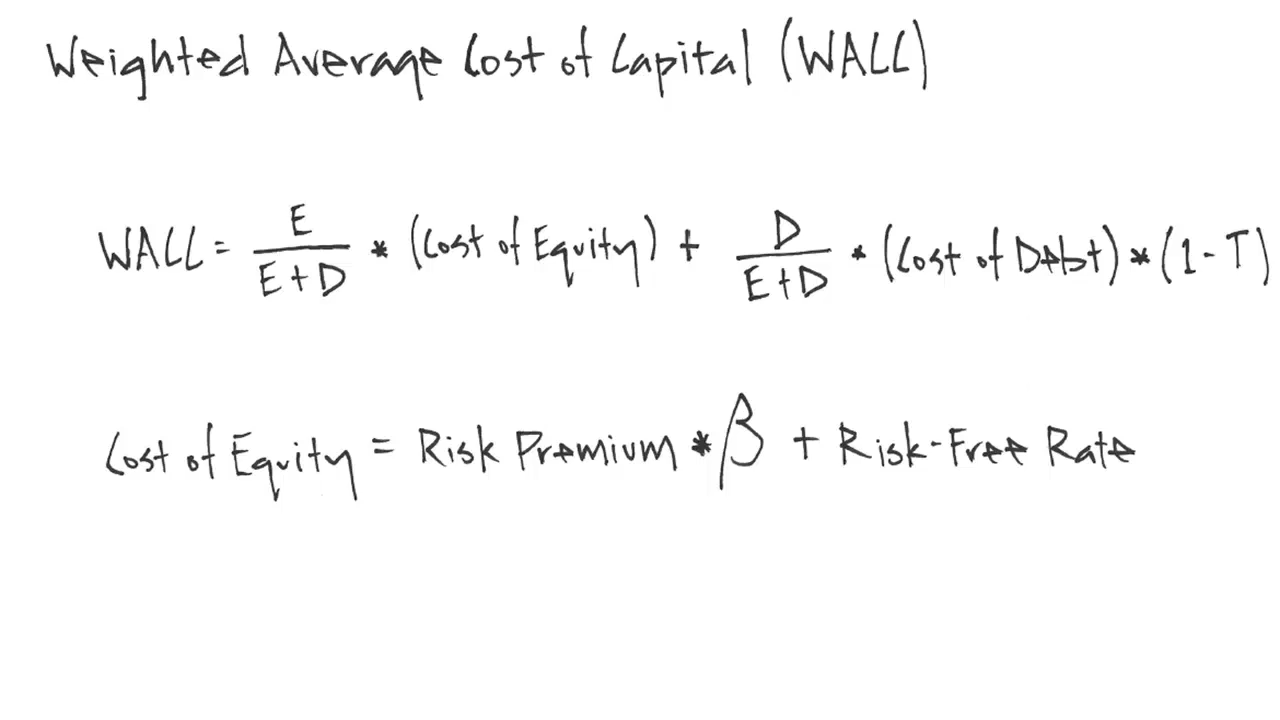 Weighted Average Cost of Capital (WACC)
WACC = E / E+D * (Cost of Equity) + D / E+D * (Cost of Debt) * (1 - T)
Cost of Equity = Risk Premium * β + Risk-Free Rate